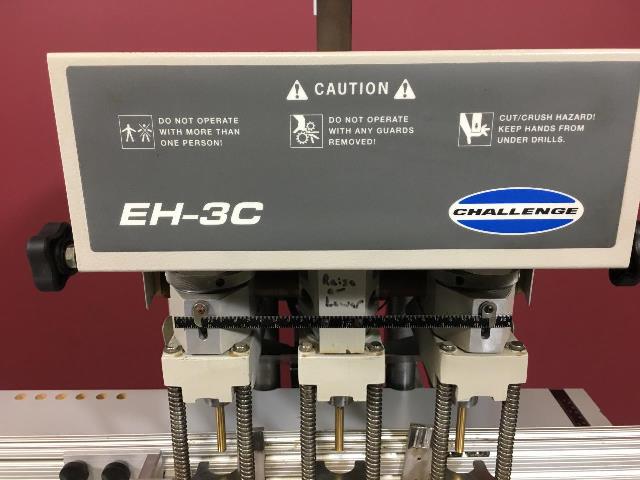 CAUTION
DO NOT OPERATE
WITH MORE THAN
ONE PERSON!
DO NOT OPERATE
WITH ANY GUARDS
REMOVED!
CUT/CRUSH HAZARD!
KEEP HANDS FROM
UNDER DRILLS.
EH-3C
CHALLENGE
Raise
or
Lower